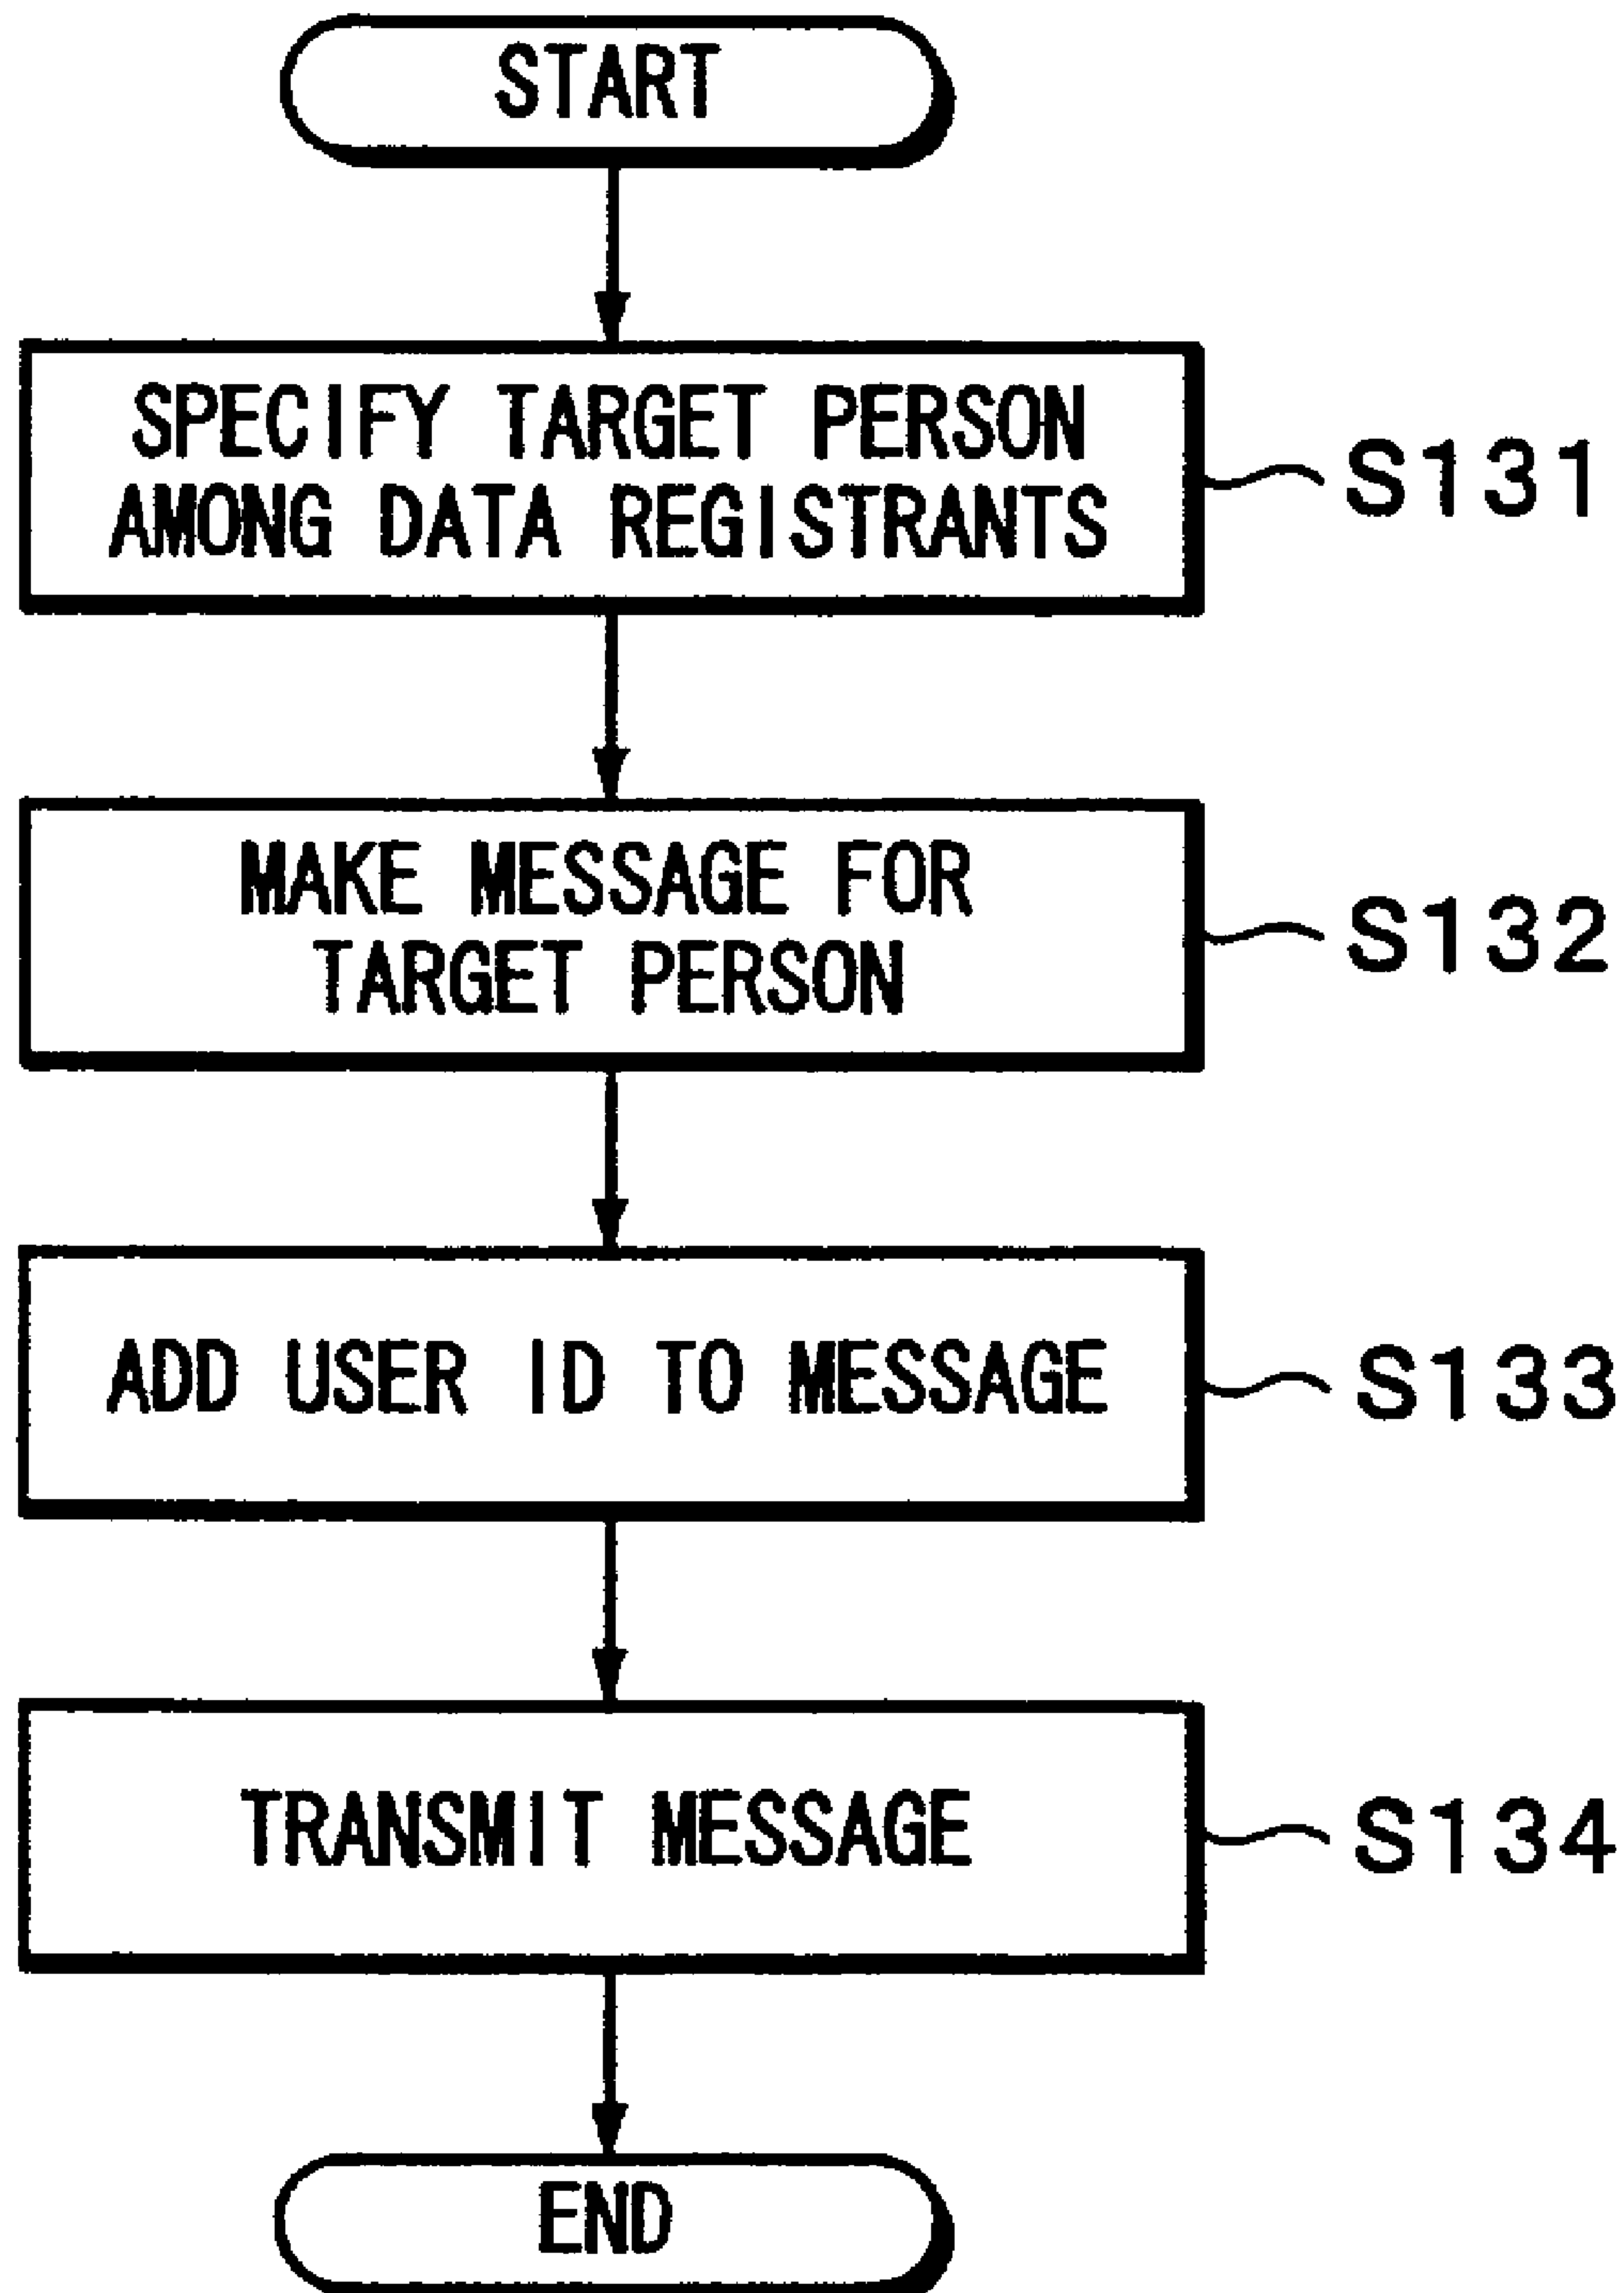 START
SPECIFY TARGET PERSON
AMONG DATA REGISTRANTS
S131
MAKE MESSAGE FOR
TARGET PERSON
S132
ADD USER ID TO MESSAGE
S133
TRANSMIT MESSAGE
S134
END